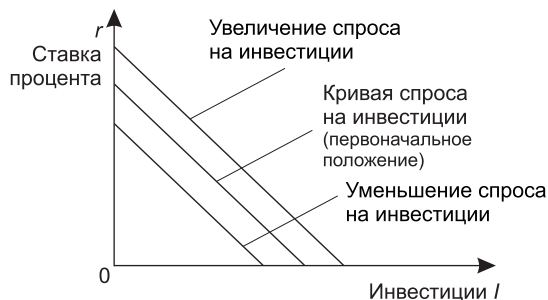 r
Ставка
процента
Увеличение спроса
на инвестиции
Кривая спроса
на инвестиции
(первоначальное
положение)
Уменьшение спроса
на инвестиции
0
Инвестиции I